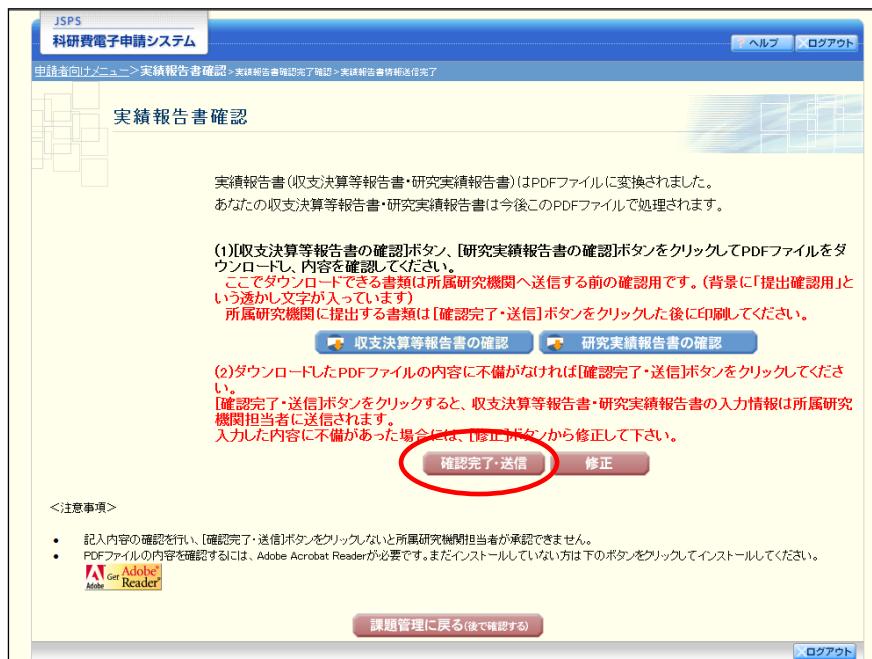 JSPS
科研費電子申請システム
ヘルプ
ログアウト
申請者向けメニュー>実績報告書確認>実績報告書確認完了確認>実績報告書情報送信完了
実績報告書確認
実績報告書(収支決算等報告書・研究実績報告書)はPDFファイルに変換されました。
あなたの収支決算等報告書・研究実績報告書は今後このPDFファイルで処理されます。
(1)[収支決算等報告書の確認]ボタン、[研究実績報告書の確認]ボタンをクリックしてPDFファイルをダ
ウンロードし、内容を確認してください。
ここでダウンロードできる書類は所属研究機関へ送信する前の確認用です。(背景に「提出確認用」と
いう透かし文字が入っています)
所属研究機関に提出する書類は[確認完了・送信]ボタンをクリックした後に印刷してください。
収支決算等報告書の確認
研究実績報告書の確認
(2)ダウンロードしたPDFファイルの内容に不備がなければ[確認完了・送信]ボタンをクリックしてくださ
い。
[確認完了・送信]ボタンをクリックすると、収支決算等報告書・研究実績報告書の入力情報は所属研究
機関担当者に送信されます。
入力した内容に不備があった場合には、[修正]ボタンから修正して下さい。
確認完了・送信
修正
<注意事項>
• 記入内容の確認を行い、[確認完了・送信]ボタンをクリックしないと所属研究機関担当者が承認できません。
• PDFファイルの内容を確認するには、Adobe Acrobat Readerが必要です。まだインストールしていない方は下のボタンをクリックしてインストールしてください。
Adobe Get Adobe® Reader®
課題管理に戻る(後で確認する)
ログアウト